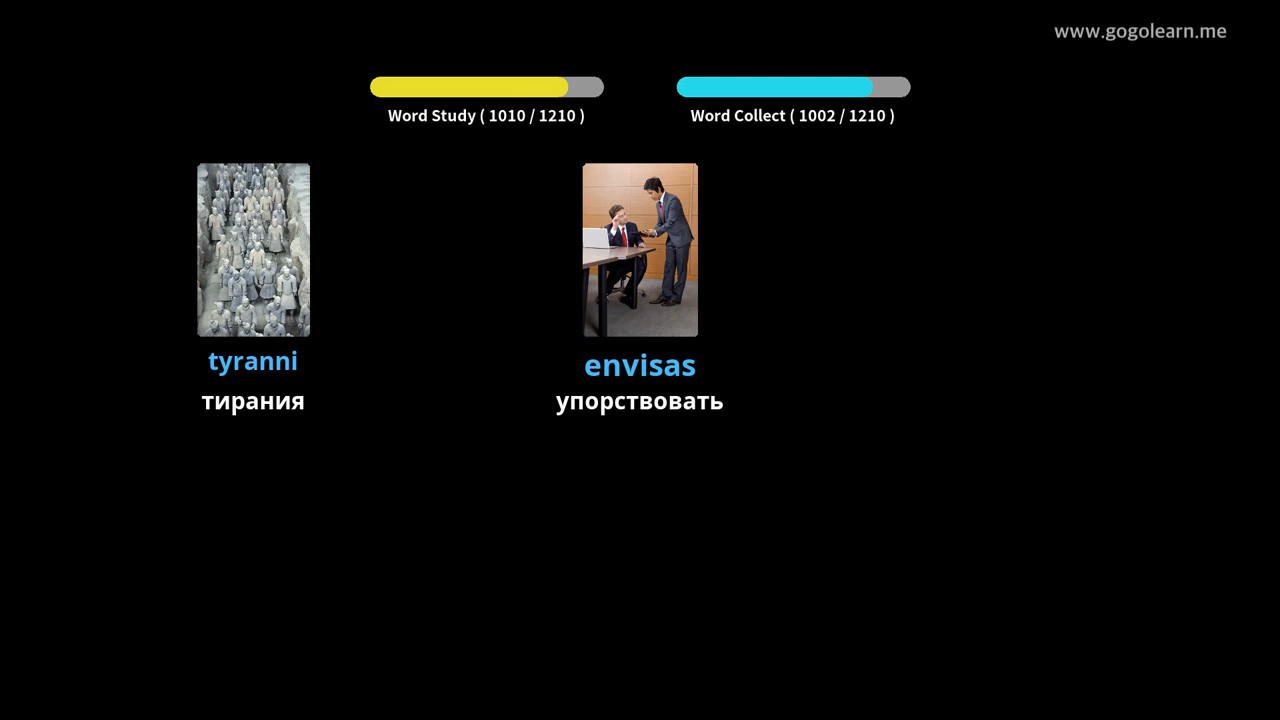 www.gogolearn.me
Word Study ( 1010 / 1210 )
Word Collect ( 1002 / 1210 )
tyranni
тирания
envisas
упорствовать